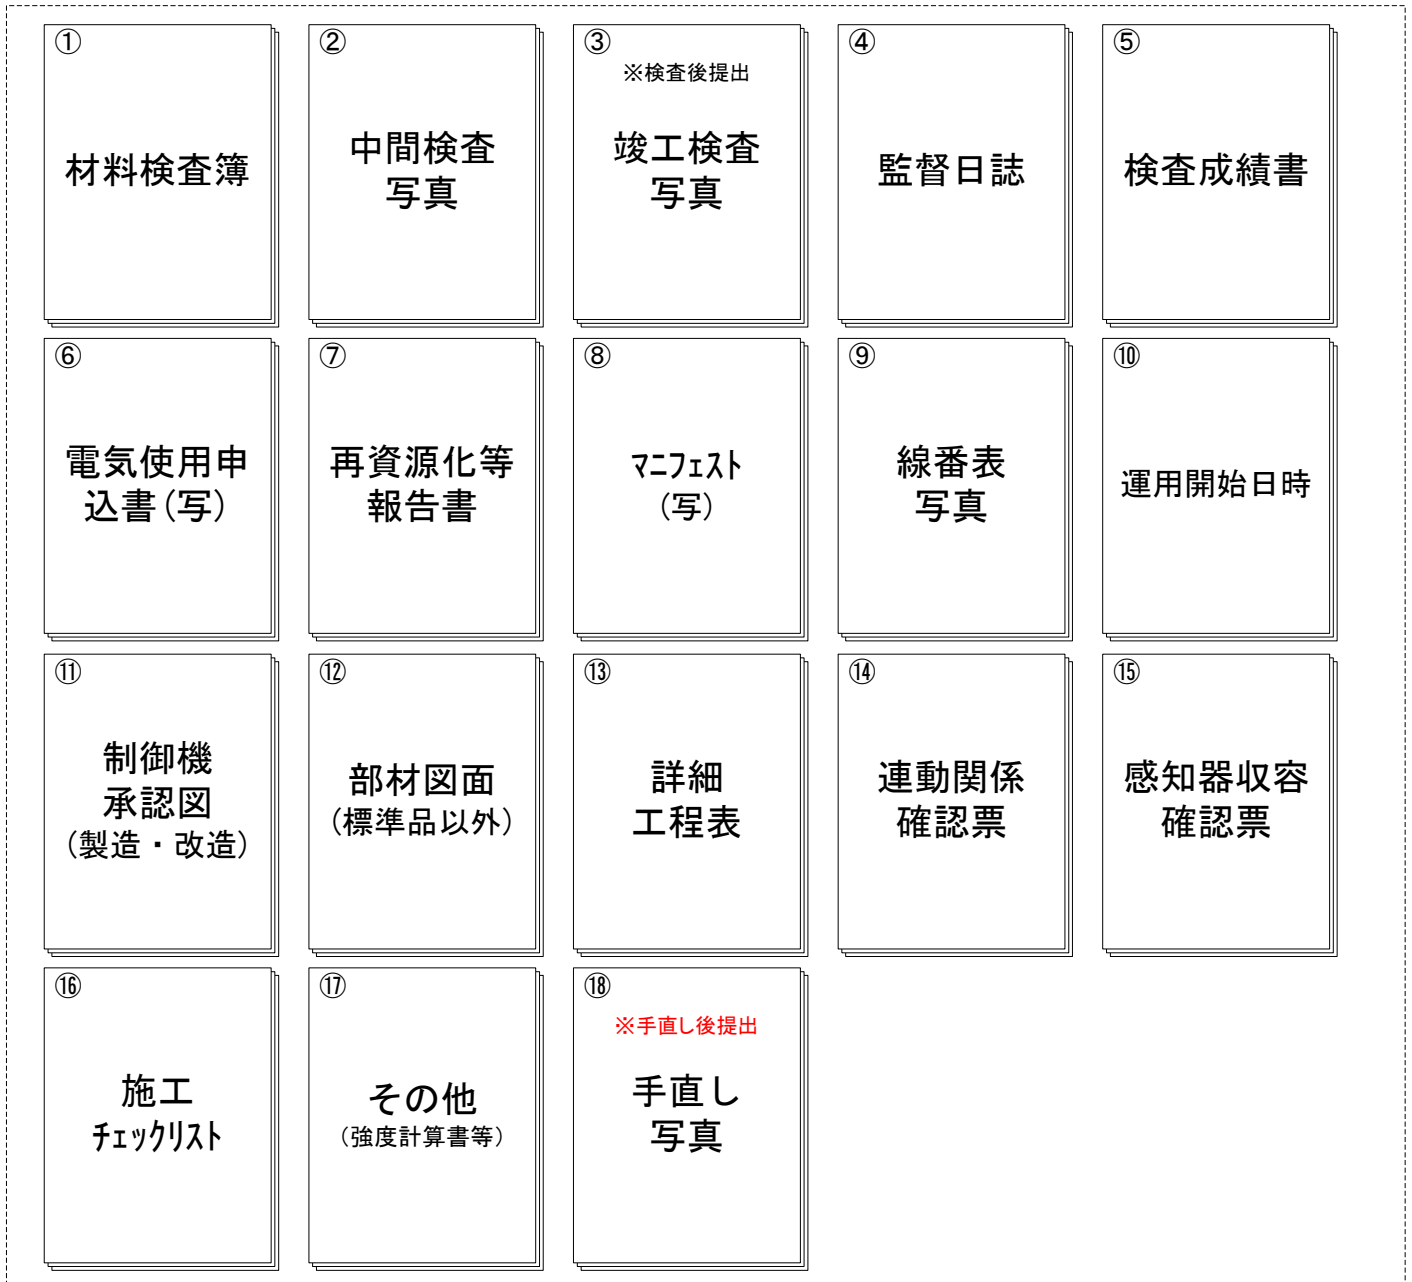 ①
材料検査簿
②
中間検査
写真
③
※検査後提出
竣工検査
写真
④
監督日誌
⑤
検査成績書
⑥
電気使用申
込書(写)
⑦
再資源化等
報告書
⑧
ﾏﾆﾌｪｽﾄ
(写)
⑨
線番表
写真
⑩
運用開始日時
⑪
制御機
承認図
(製造・改造)
⑫
部材図面
(標準品以外)
⑬
詳細
工程表
⑭
連動関係
確認票
⑮
感知器収容
確認票
⑯
施工
ﾁｪｯｸﾘｽﾄ
⑰
その他
(強度計算書等)
⑱
※手直し後提出
手直し
写真